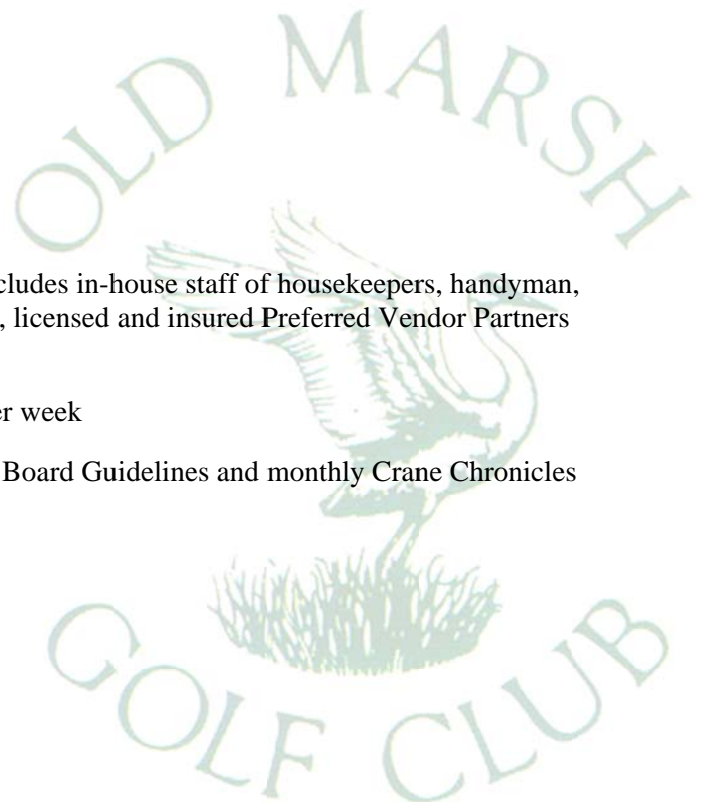 OLD MARSH
cludes in-house staff of housekeepers, handyman,
, licensed and insured Preferred Vendor Partners
er week
Board Guidelines and monthly Crane Chronicles
GOLF CLUB